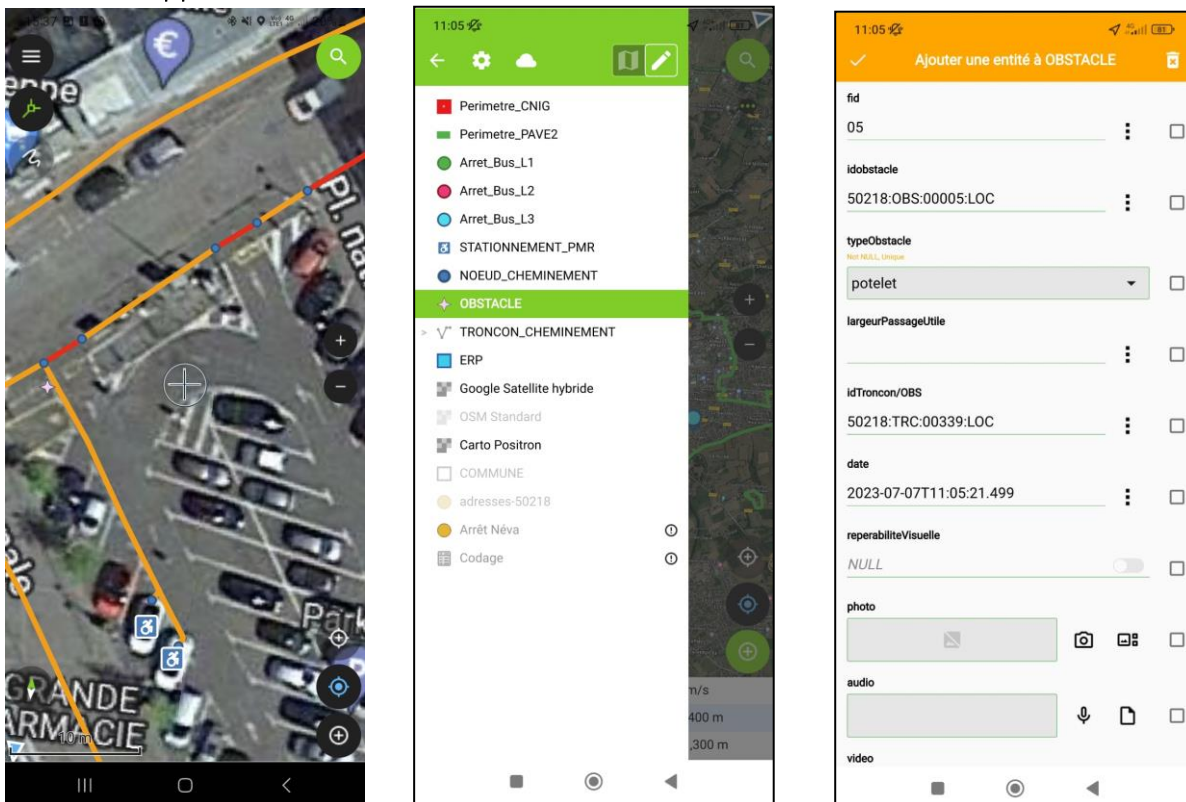 11:05
Perimetre_CNIG
Perimetre_PAVE2
Arret_Bus_L1
Arret_Bus_L2
Arret_Bus_L3
STATIONNEMENT_PMR
NOEUD_CHEMINEMENT
OBSTACLE
TRONCON_CHEMINEMENT
ERP
Google Satellite hybride
OSM Standard
Carto Positron
COMMUNE
adresses-50218
Arrêt Néva
Codage
m/s
400 m
,300 m
€
Pl. na
Park
GRANDE
ARMACIE
10 m
11:05
4G
81
Ajouter une entité à OBSTACLE
fid
05
idobstacle
50218:OBS:00005:LOC
typeObstacle
Not NULL, Unique
potelet
largeurPassageUtile
idTroncon/OBS
50218:TRC:00339:LOC
date
2023-07-07T11:05:21.499
reperabiliteVisuelle
NULL
photo
audio
video